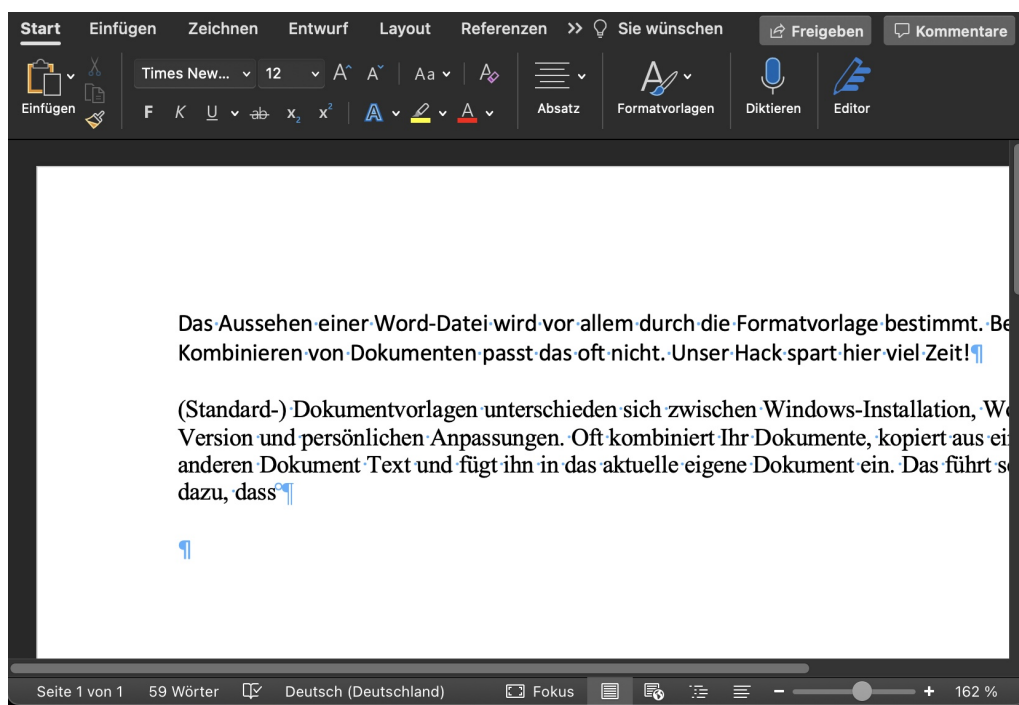 Start Einfügen Zeichnen Entwurf Layout Referenzen >> Sie wünschen Freigeben Kommentare
Times New... 12 A^ A˅ Aa A
Einfügen F K U ab x₂ x² A A Absatz Formatvorlagen Diktieren Editor
Das·Aussehen·einer·Word-Datei·wird·vor·allem·durch·die·Formatvorlage·bestimmt.·Be
Kombinieren·von·Dokumenten·passt·das·oft·nicht.·Unser·Hack·spart·hier·viel·Zeit!¶
(Standard-)·Dokumentvorlagen·unterschieden·sich·zwischen·Windows-Installation,·Wo
Version·und·persönlichen·Anpassungen.·Oft·kombiniert·Ihr·Dokumente,·kopiert·aus·ei
anderen·Dokument·Text·und·fügt·ihn·in·das·aktuelle·eigene·Dokument·ein.·Das·führt·s
dazu,·dass°¶
¶
Seite 1 von 1 59 Wörter Deutsch (Deutschland) Fokus − + 162 %